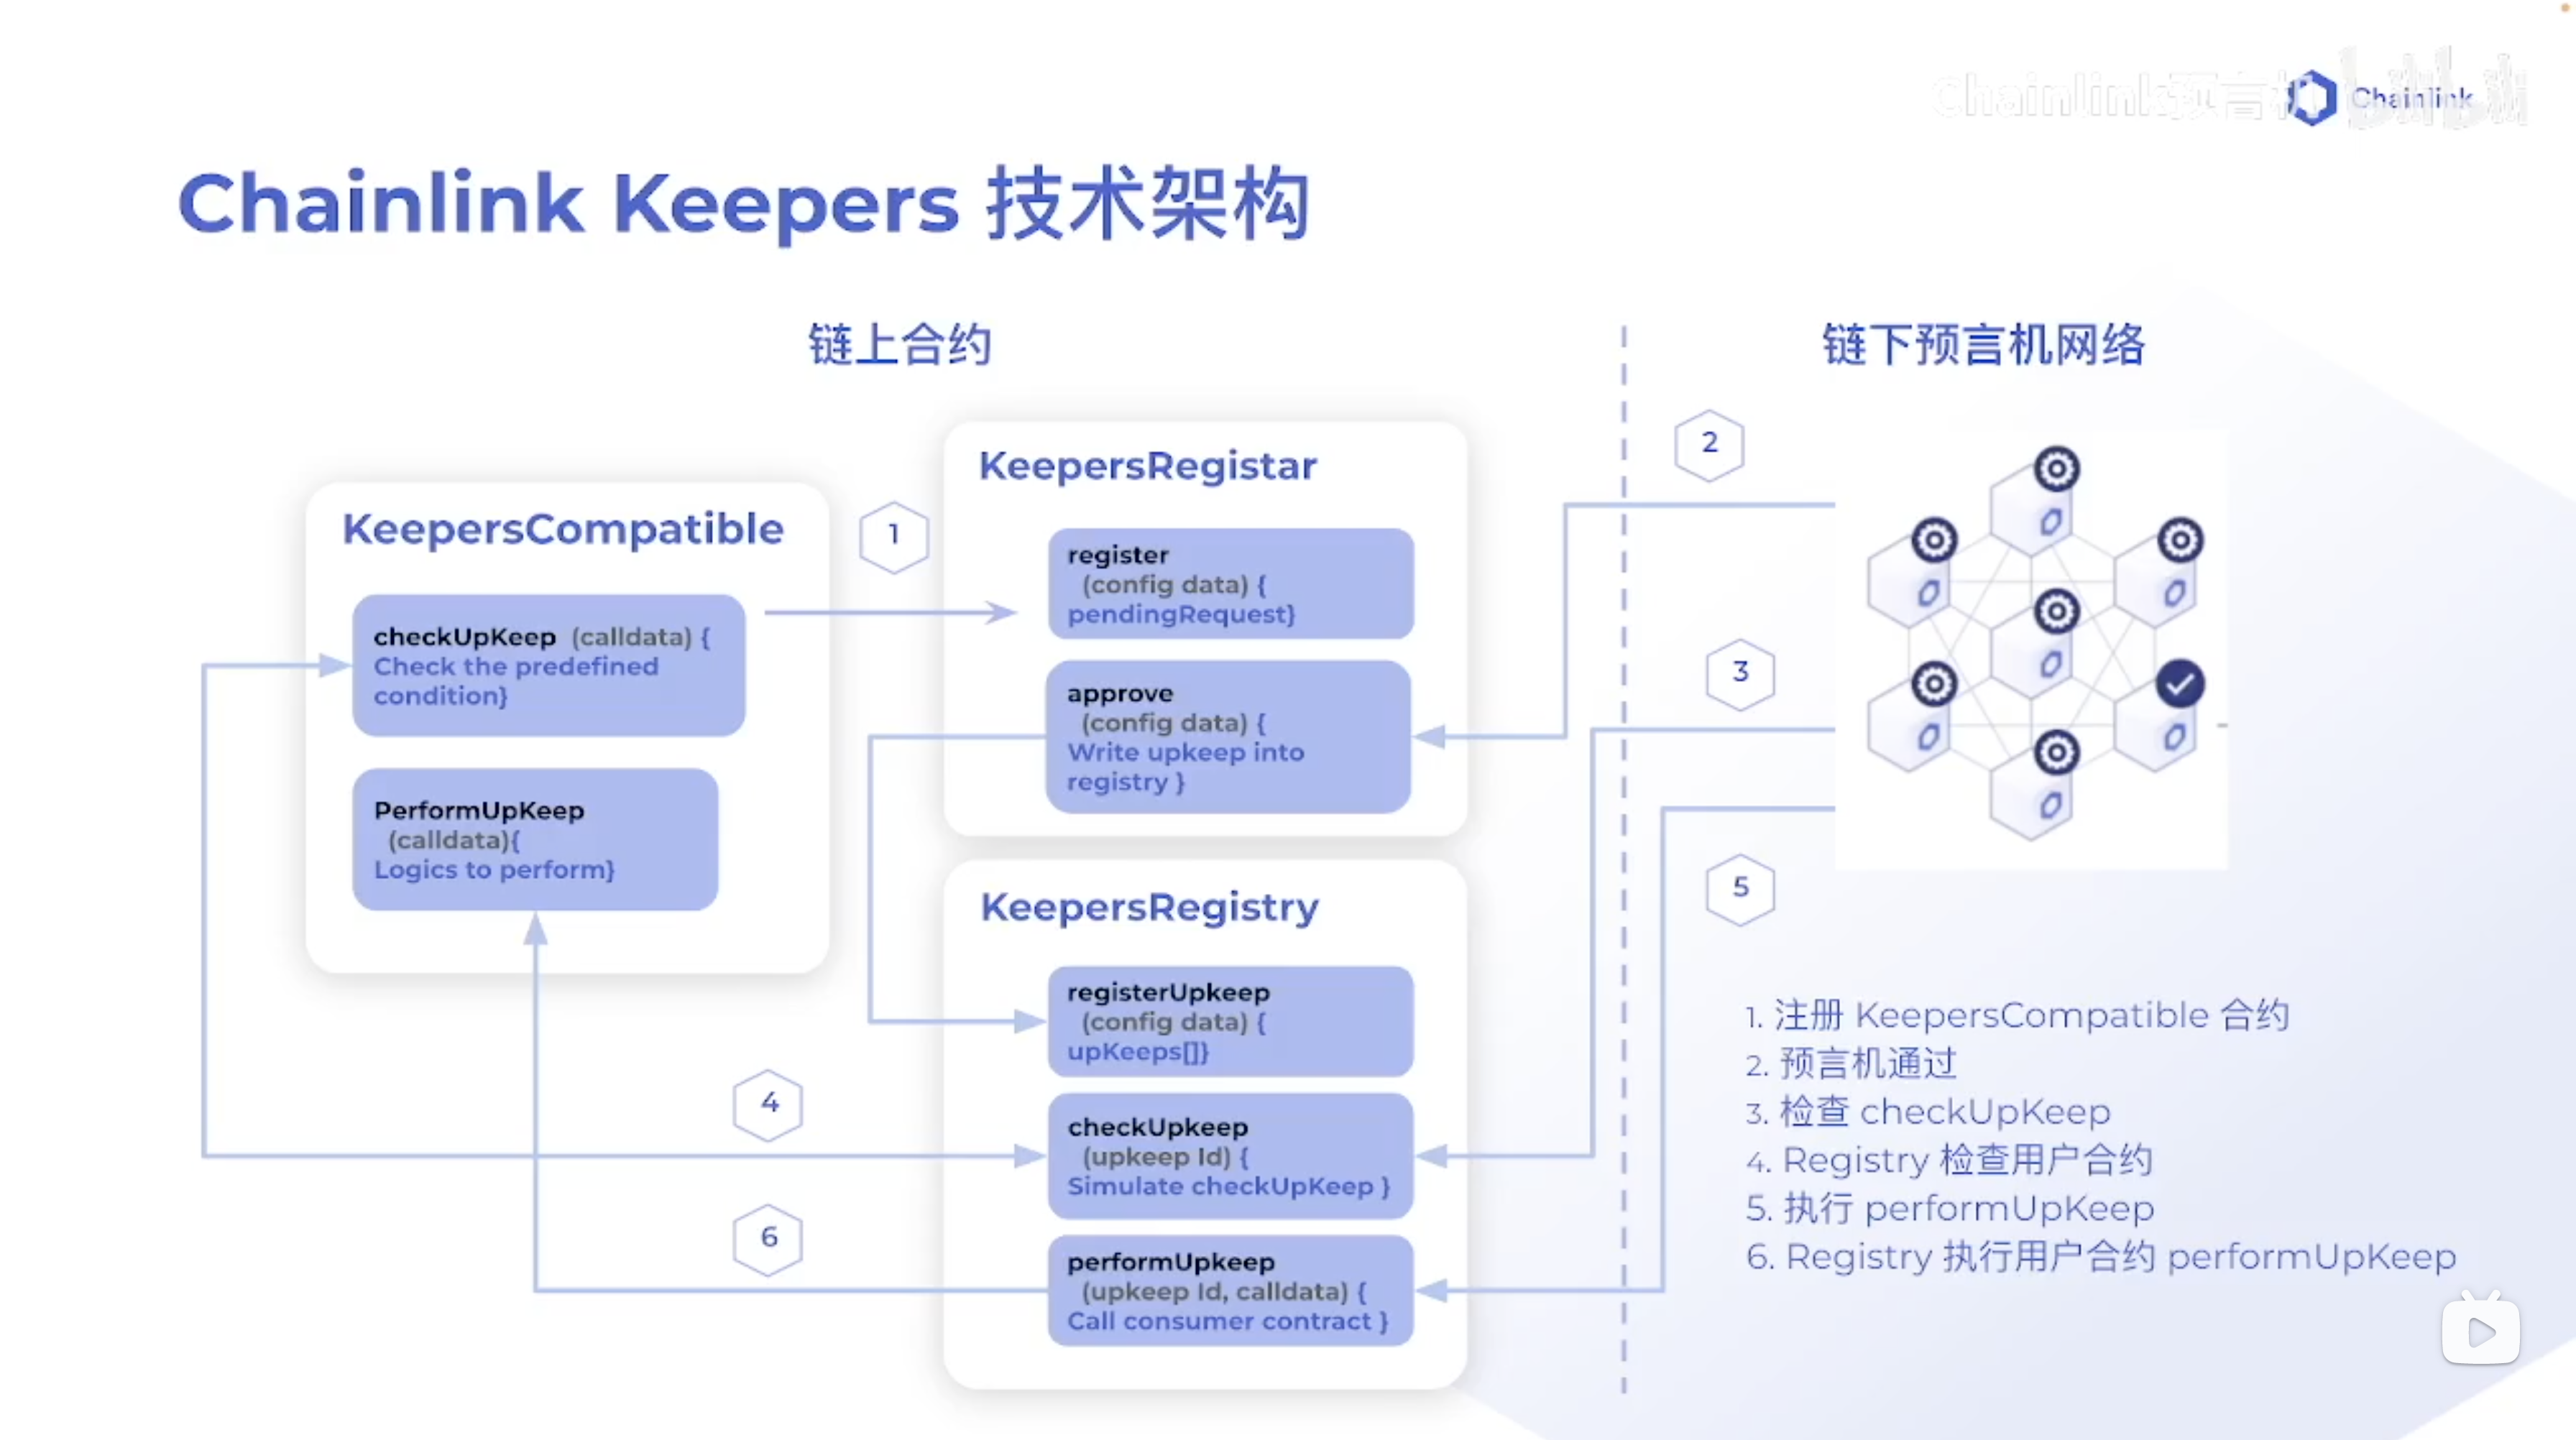 Chainlink预言机
Chainlink
bilibili
Chainlink Keepers 技术架构
链上合约
链下预言机网络
KeepersCompatible
checkUpKeep (calldata) {
Check the predefined
condition}
PerformUpKeep
(calldata){
Logics to perform}
1
KeepersRegistar
register
(config data) {
pendingRequest}
approve
(config data) {
Write upkeep into
registry }
KeepersRegistry
registerUpkeep
(config data) {
upKeeps[]}
checkUpkeep
(upkeep Id) {
Simulate checkUpKeep }
performUpkeep
(upkeep Id, calldata) {
Call consumer contract }
4
6
2
3
5
1. 注册 KeepersCompatible 合约
2. 预言机通过
3. 检查 checkUpKeep
4. Registry 检查用户合约
5. 执行 performUpKeep
6. Registry 执行用户合约 performUpKeep